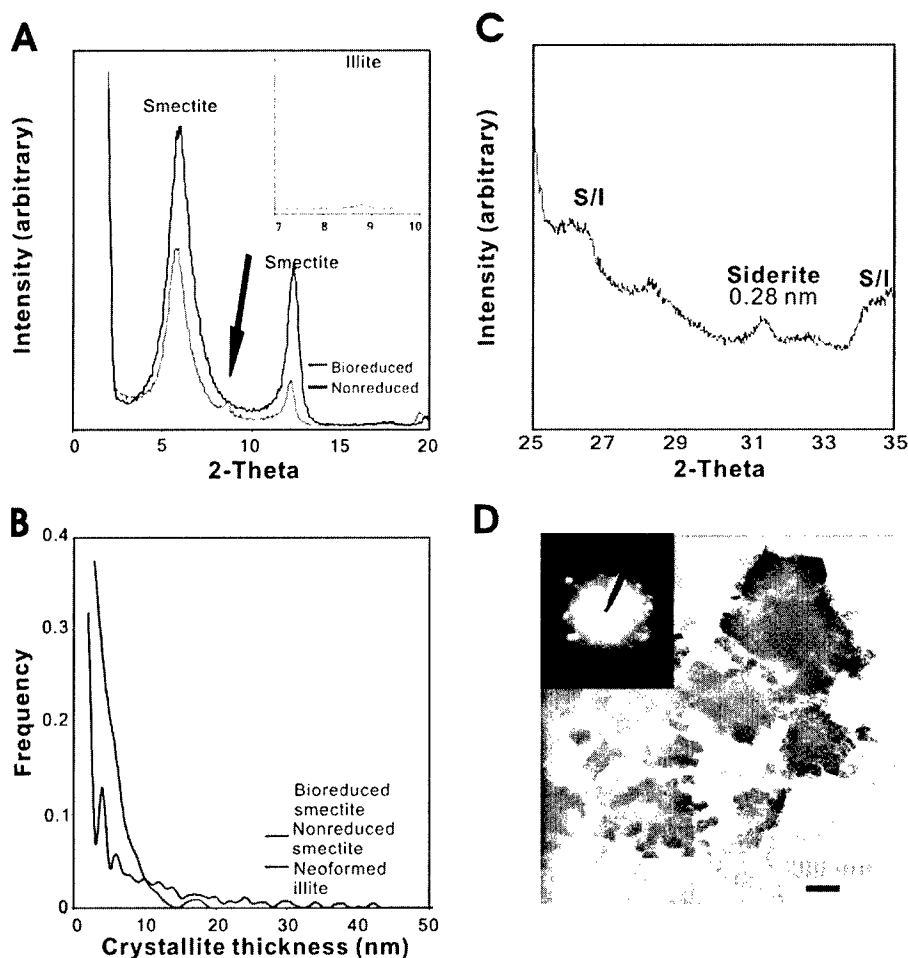 A
Illite
Smectite
7 8 9 10
Smectite
Bioreduced
Nonreduced
Intensity (arbitrary)
0 5 10 15 20
2-Theta
C
S/I
Siderite
0.28 nm
S/I
Intensity (arbitrary)
25 27 29 31 33 35
2-Theta
B
0.4
0.3
0.2
0.1
0
Frequency
Bioreduced
smectite
Nonreduced
smectite
Neoformed
illite
0 10 20 30 40 50
Crystallite thickness (nm)
D